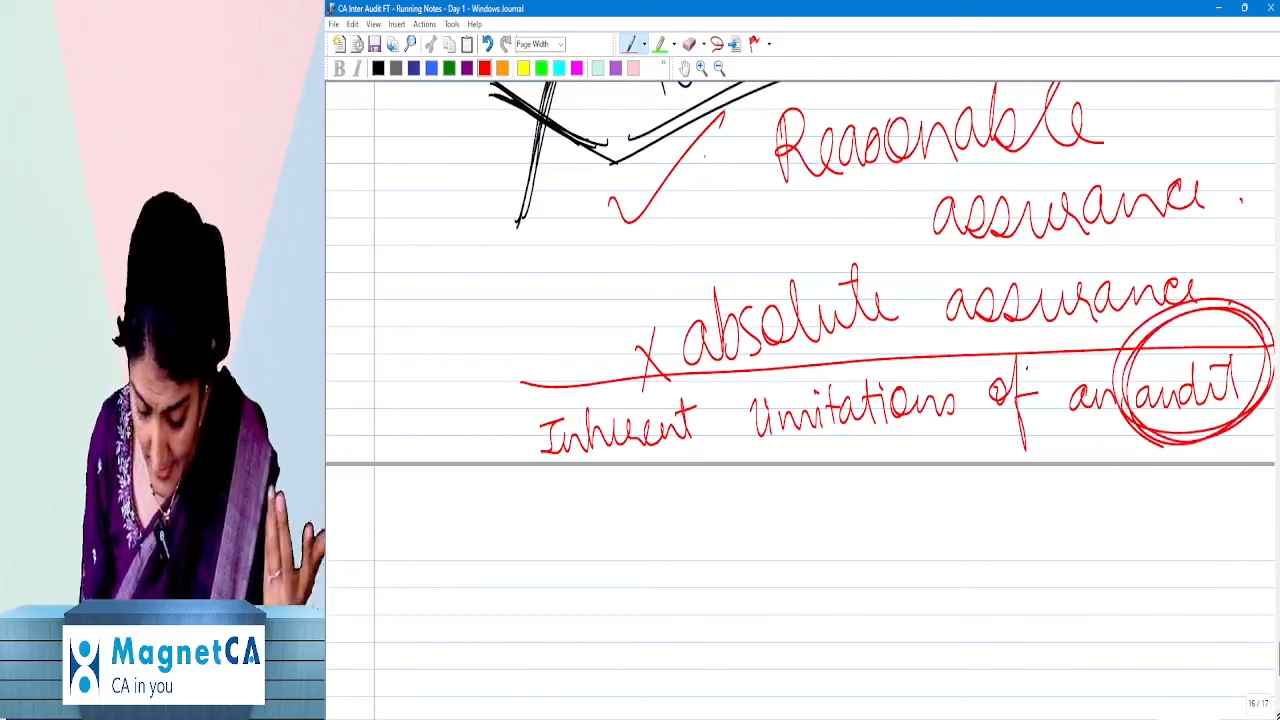 CA Inter Audit FT - Running Notes - Day 1 - Windows Journal
File Edit View Insert Actions Tools Help
Page Width
B I
Reasonable
assurance.
X absolute assurance
Inherent limitations of an audit
MagnetCA
CA in you
16 / 17